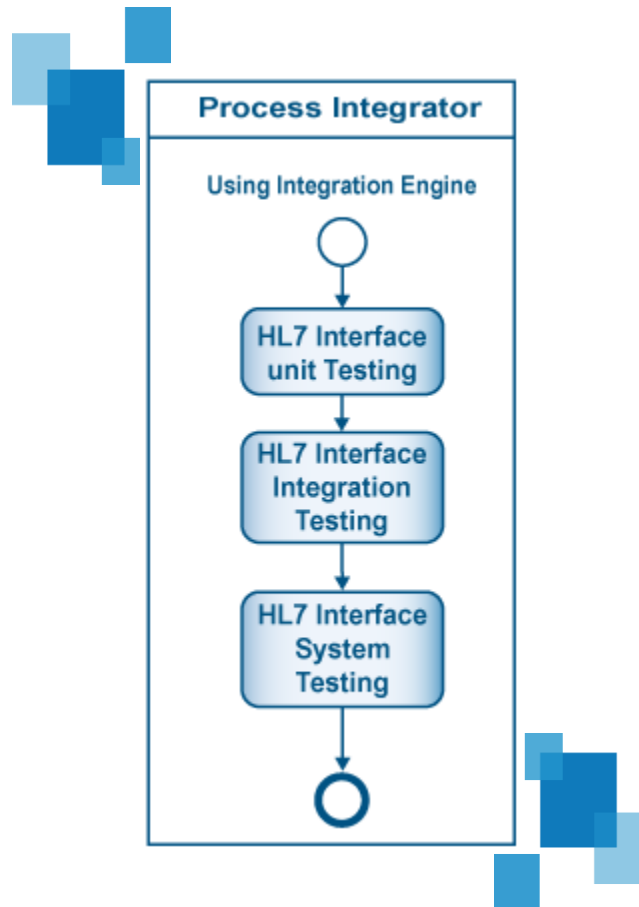 Process Integrator
Using Integration Engine
HL7 Interface
unit Testing
HL7 Interface
Integration
Testing
HL7 Interface
System
Testing